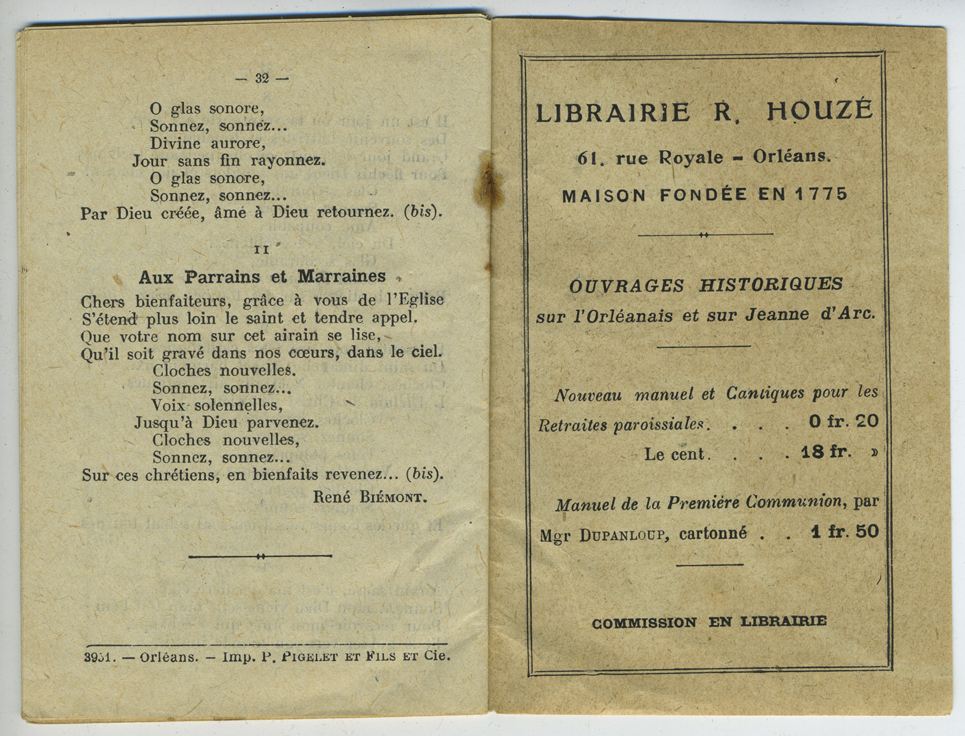 — 32 —
O glas sonore,
Sonnez, sonnez...
Divine aurore,
Jour sans fin rayonnez.
O glas sonore,
Sonnez, sonnez...
Par Dieu créée, âme à Dieu retournez. (bis).
II
Aux Parrains et Marraines
Chers bienfaiteurs, grâce à vous de l'Eglise
S'étend plus loin le saint et tendre appel.
Que votre nom sur cet airain se lise,
Qu'il soit gravé dans nos cœurs, dans le ciel.
Cloches nouvelles.
Sonnez, sonnez...
Voix solennelles,
Jusqu'à Dieu parvenez.
Cloches nouvelles,
Sonnez, sonnez...
Sur ces chrétiens, en bienfaits revenez... (bis).
René BIÉMONT.
3951. — Orléans. — Imp. P. PIGELET ET FILS ET Cie.
LIBRAIRIE R. HOUZÉ
61, rue Royale - Orléans.
MAISON FONDÉE EN 1775
OUVRAGES HISTORIQUES
sur l'Orléanais et sur Jeanne d'Arc.
Nouveau manuel et Cantiques pour les
Retraites paroissiales. . . . 0 fr. 20
Le cent. . . . 18 fr. »
Manuel de la Première Communion, par
Mgr DUPANLOUP, cartonné . . 1 fr. 50
COMMISSION EN LIBRAIRIE